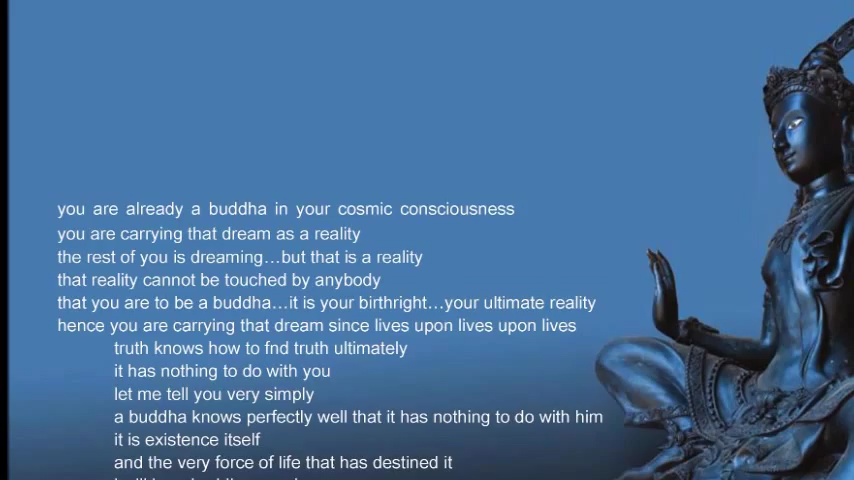 you are already a buddha in your cosmic consciousness
you are carrying that dream as a reality
the rest of you is dreaming...but that is a reality
that reality cannot be touched by anybody
that you are to be a buddha...it is your birthright...your ultimate reality
hence you are carrying that dream since lives upon lives upon lives
truth knows how to fnd truth ultimately
it has nothing to do with you
let me tell you very simply
a buddha knows perfectly well that it has nothing to do with him
it is existence itself
and the very force of life that has destined it